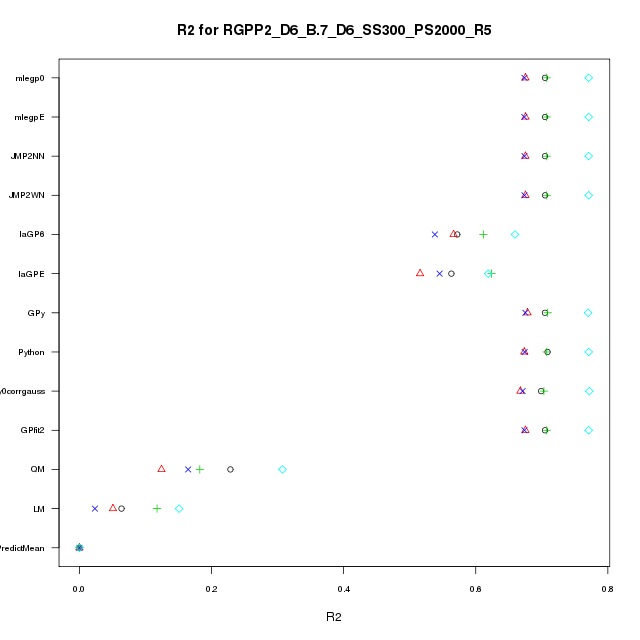 R2 for RGPP2_D6_B.7_D6_SS300_PS2000_R5
mlegp0
mlegpE
JMP2NN
JMP2WN
laGP6
laGPE
GPy
Python
y0corrgauss
GPfit2
QM
LM
PredictMean
0.0 0.2 0.4 0.6 0.8
R2